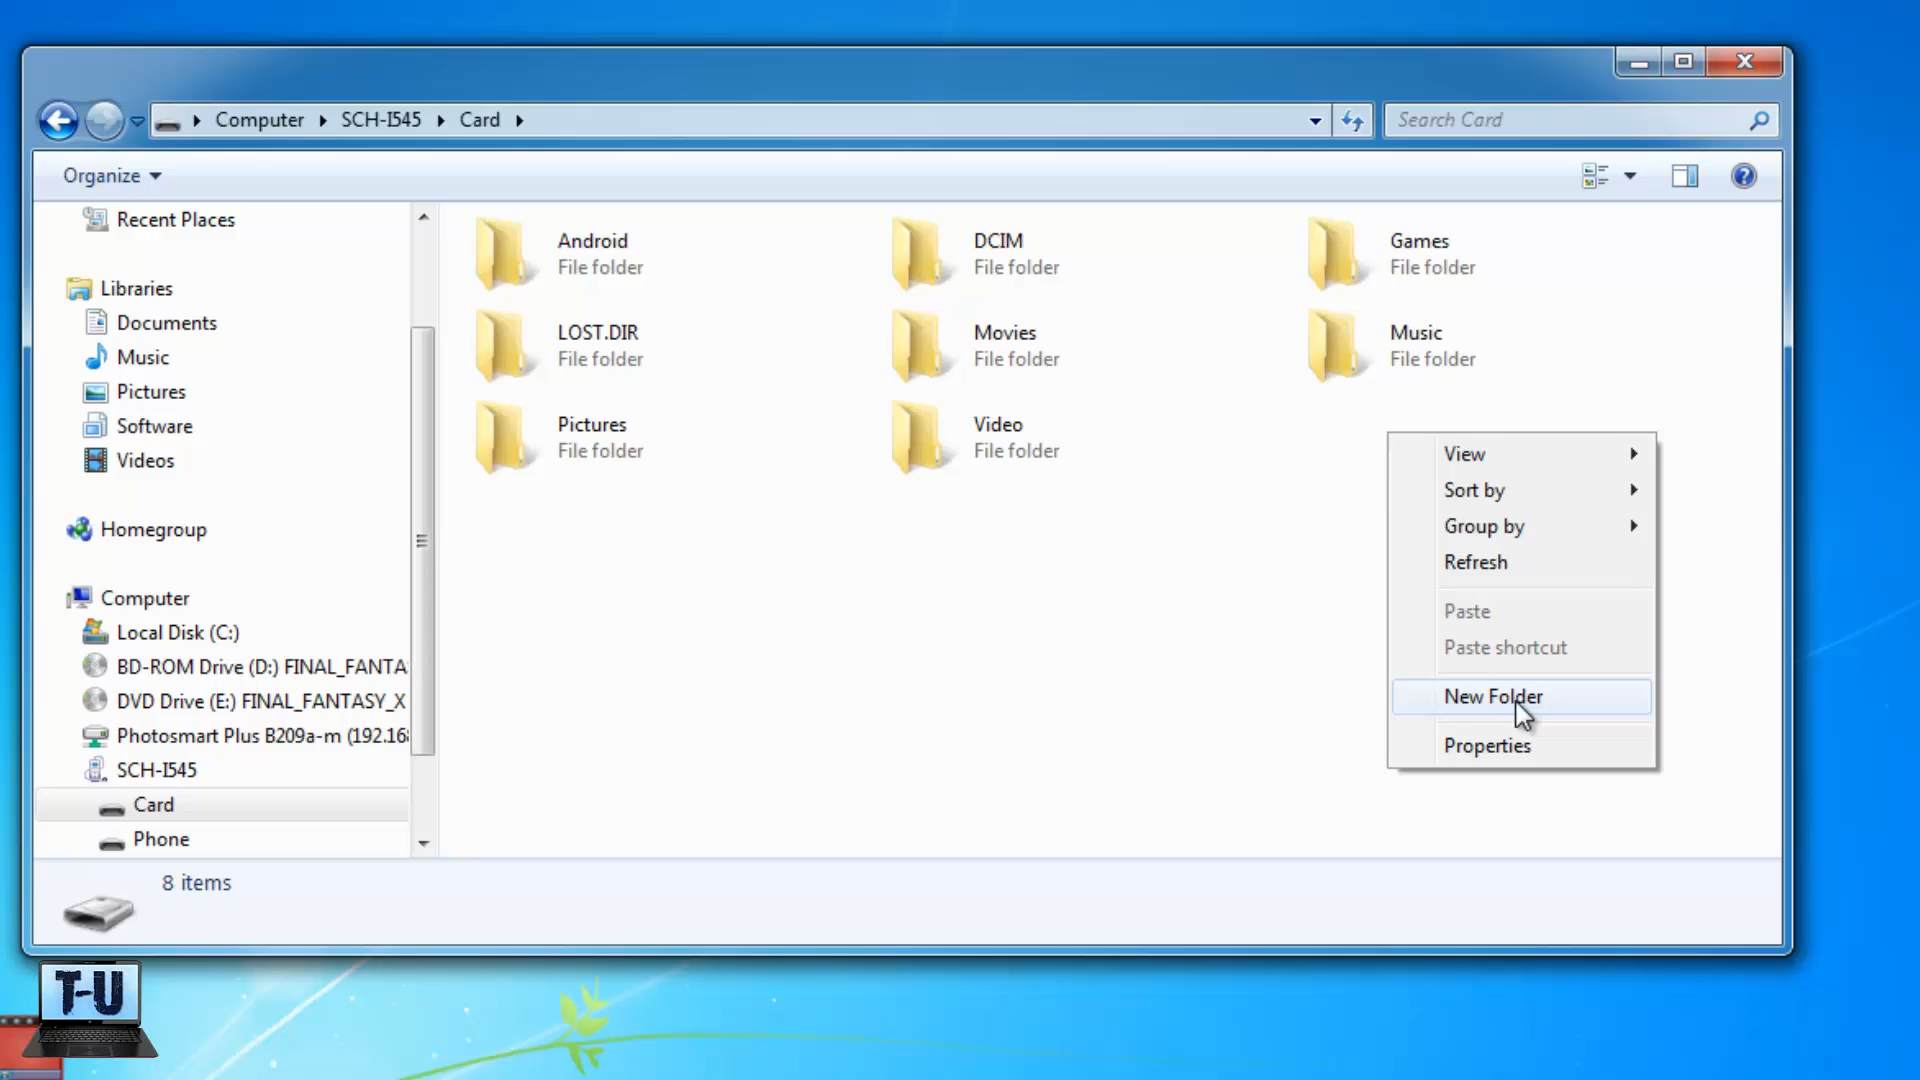 Computer SCH-I545 Card
Search Card
Organize
Recent Places
Libraries
Documents
Music
Pictures
Software
Videos
Homegroup
Computer
Local Disk (C:)
BD-ROM Drive (D:) FINAL_FANTA
DVD Drive (E:) FINAL_FANTASY_X
Photosmart Plus B209a-m (192.16
SCH-I545
Card
Phone
Android
File folder
DCIM
File folder
Games
File folder
LOST.DIR
File folder
Movies
File folder
Music
File folder
Pictures
File folder
Video
File folder
View
Sort by
Group by
Refresh
Paste
Paste shortcut
New Folder
Properties
8 items
T-U